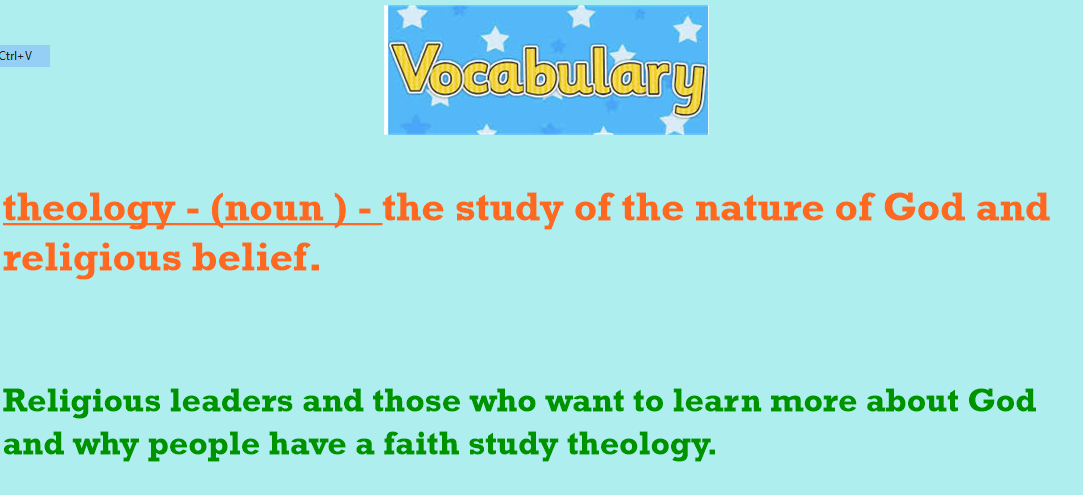 Ctrl+V
Vocabulary
theology - (noun ) - the study of the nature of God and
religious belief.
Religious leaders and those who want to learn more about God
and why people have a faith study theology.